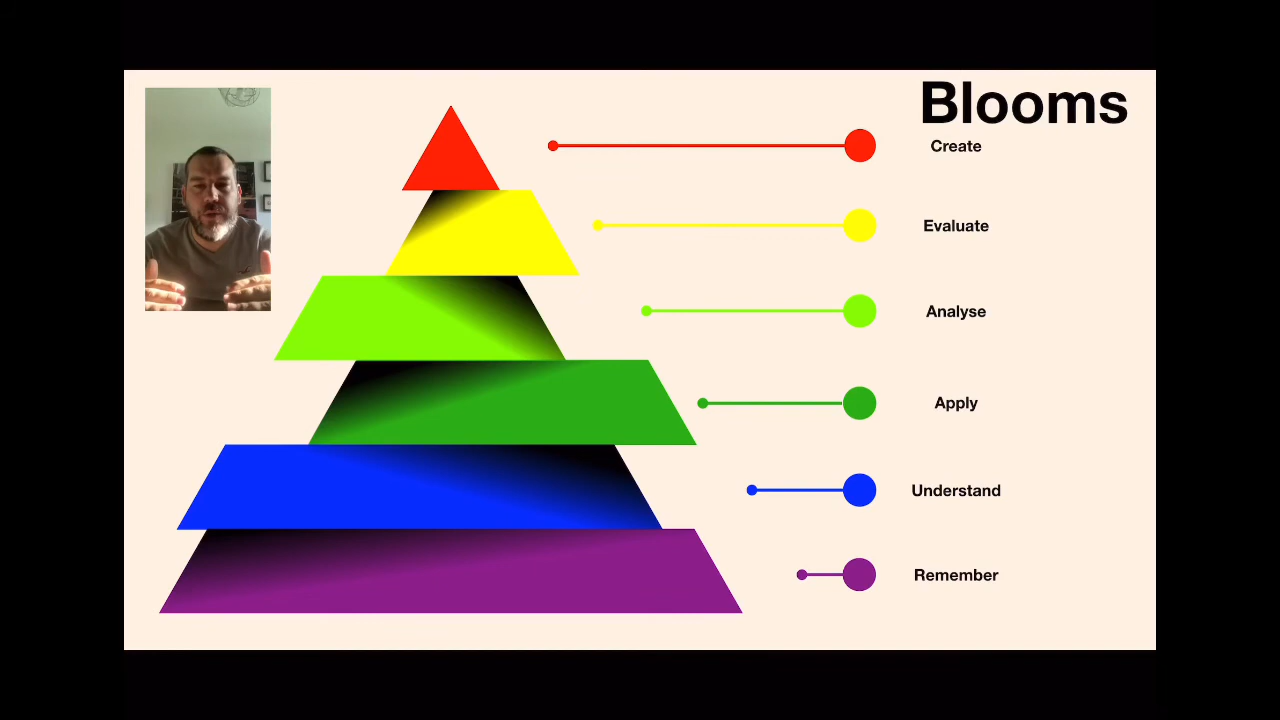 Blooms
Create
Evaluate
Analyse
Apply
Understand
Remember